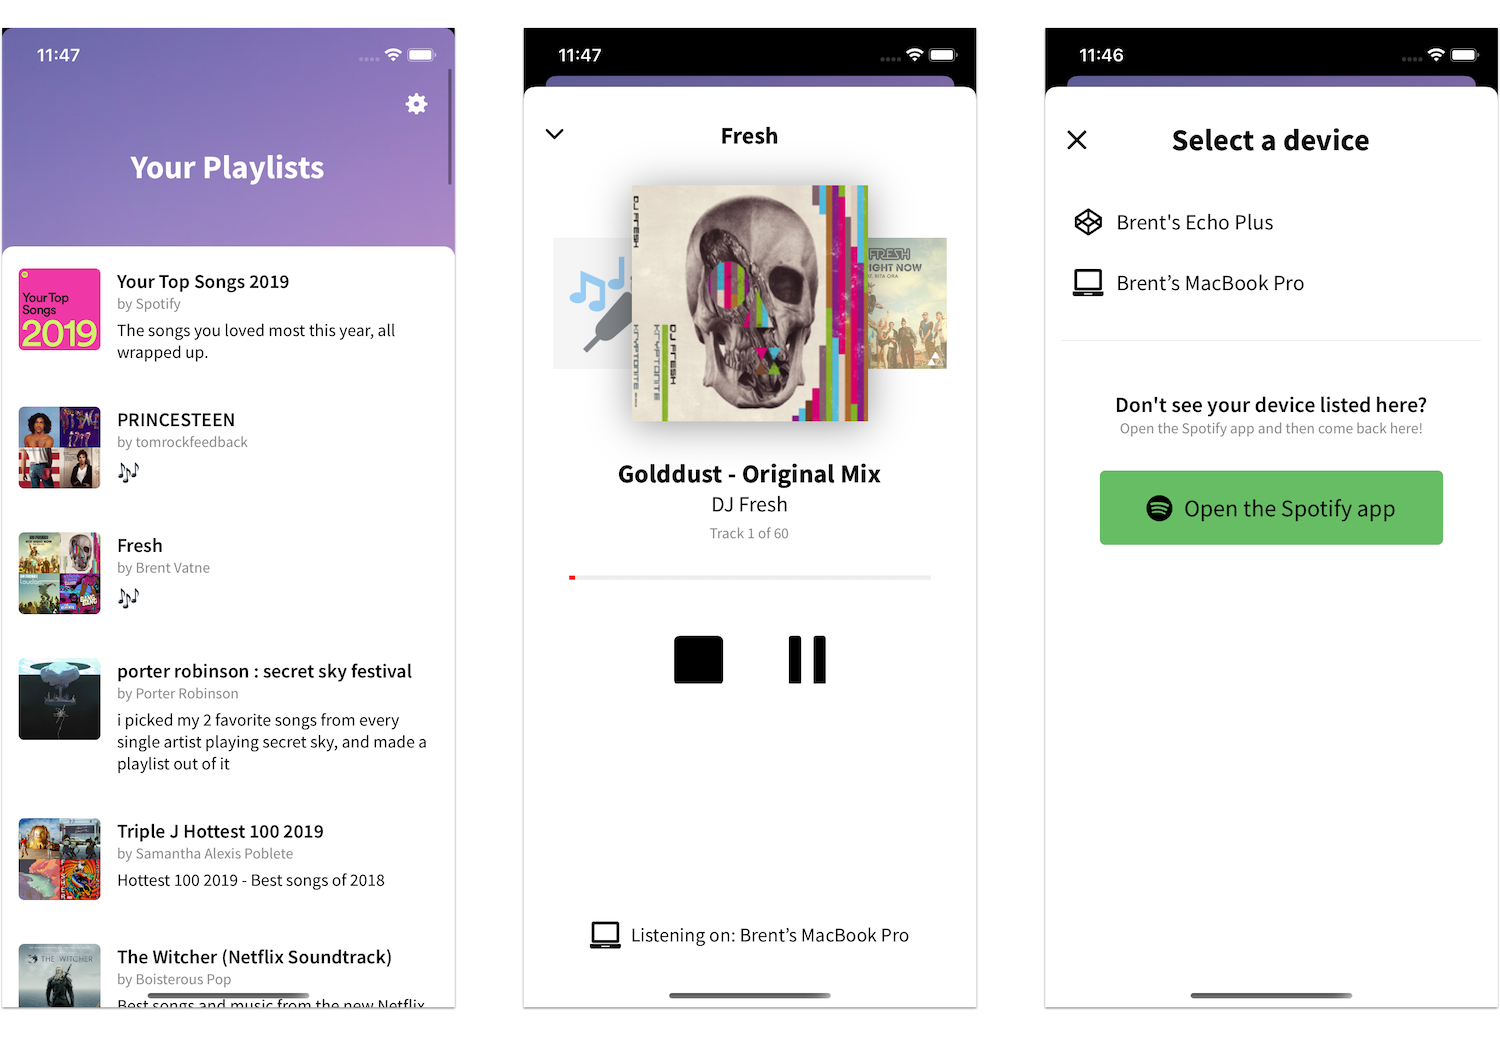 11:47
Your Playlists
Your Top
Songs
2019
Your Top Songs 2019
by Spotify
The songs you loved most this year, all
wrapped up.
PRINCESTEEN
by tomrockfeedback
Fresh
by Brent Vatne
porter robinson : secret sky festival
by Porter Robinson
i picked my 2 favorite songs from every
single artist playing secret sky, and made a
playlist out of it
Triple J Hottest 100 2019
by Samantha Alexis Poblete
Hottest 100 2019 - Best songs of 2018
THE WITCHER
The Witcher (Netflix Soundtrack)
by Boisterous Pop
Best songs and music from the new Netflix
11:47
Fresh
DJ FRESH
KRYPTONITE
DJ FRESH
KRYPTONITE
FRESH
IGHT NOW
RITA ORA
Golddust - Original Mix
DJ Fresh
Track 1 of 60
Listening on: Brent’s MacBook Pro
11:46
Select a device
Brent's Echo Plus
Brent’s MacBook Pro
Don't see your device listed here?
Open the Spotify app and then come back here!
Open the Spotify app